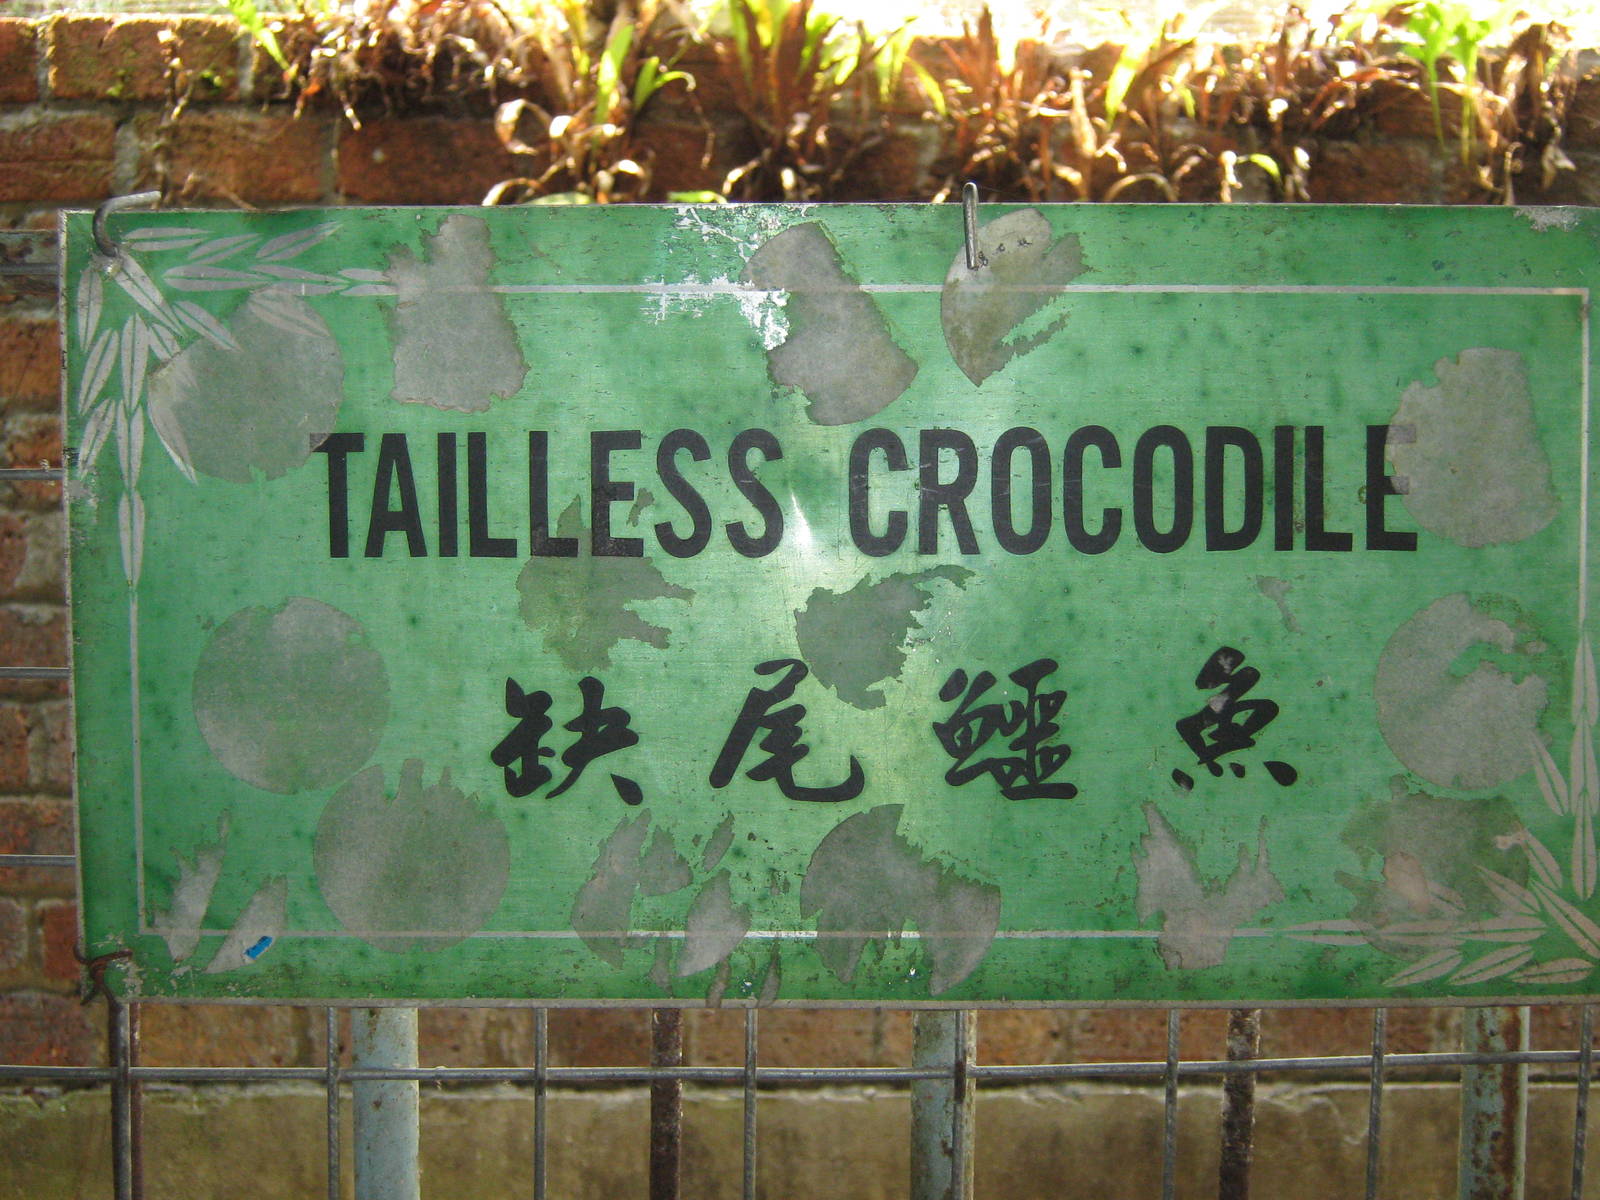 TAILLESS CROCODILE
缺尾鱷魚